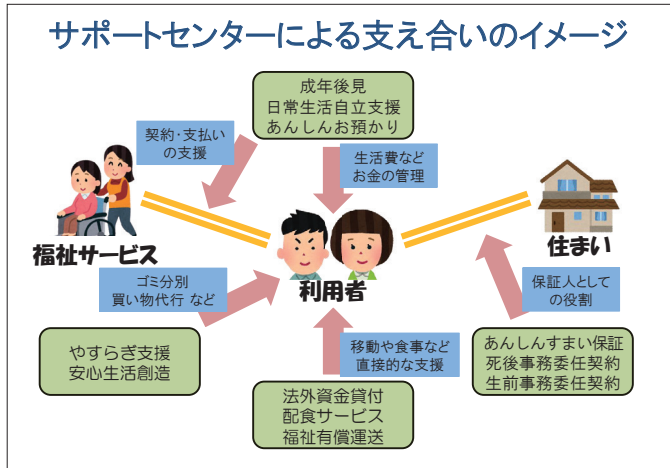 サポートセンターによる支え合いのイメージ
成年後見
日常生活自立支援
あんしんお預かり
契約・支払い
の支援
生活費など
お金の管理
福祉サービス
利用者
住まい
ゴミ分別
買い物代行 など
保証人として
の役割
やすらぎ支援
安心生活創造
移動や食事など
直接的な支援
あんしんすまい保証
死後事務委任契約
生前事務委任契約
法外資金貸付
配食サービス
福祉有償運送